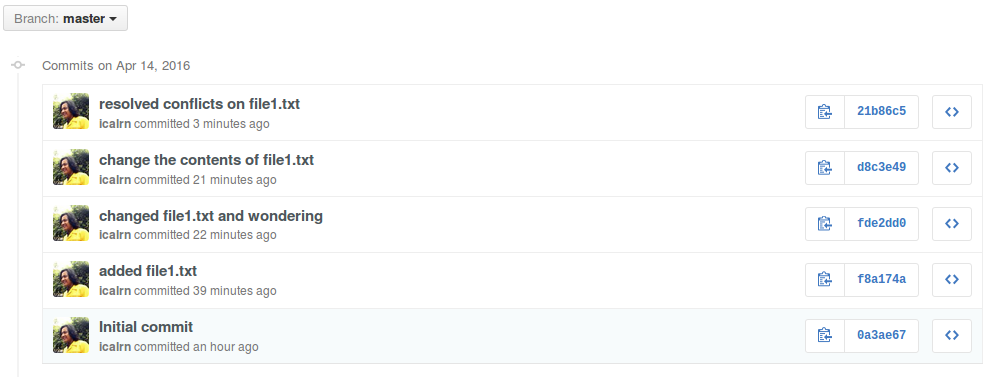 Branch: master
Commits on Apr 14, 2016
resolved conflicts on file1.txt
icalrn committed 3 minutes ago
21b86c5
change the contents of file1.txt
icalrn committed 21 minutes ago
d8c3e49
changed file1.txt and wondering
icalrn committed 22 minutes ago
fde2dd0
added file1.txt
icalrn committed 39 minutes ago
f8a174a
Initial commit
icalrn committed an hour ago
0a3ae67